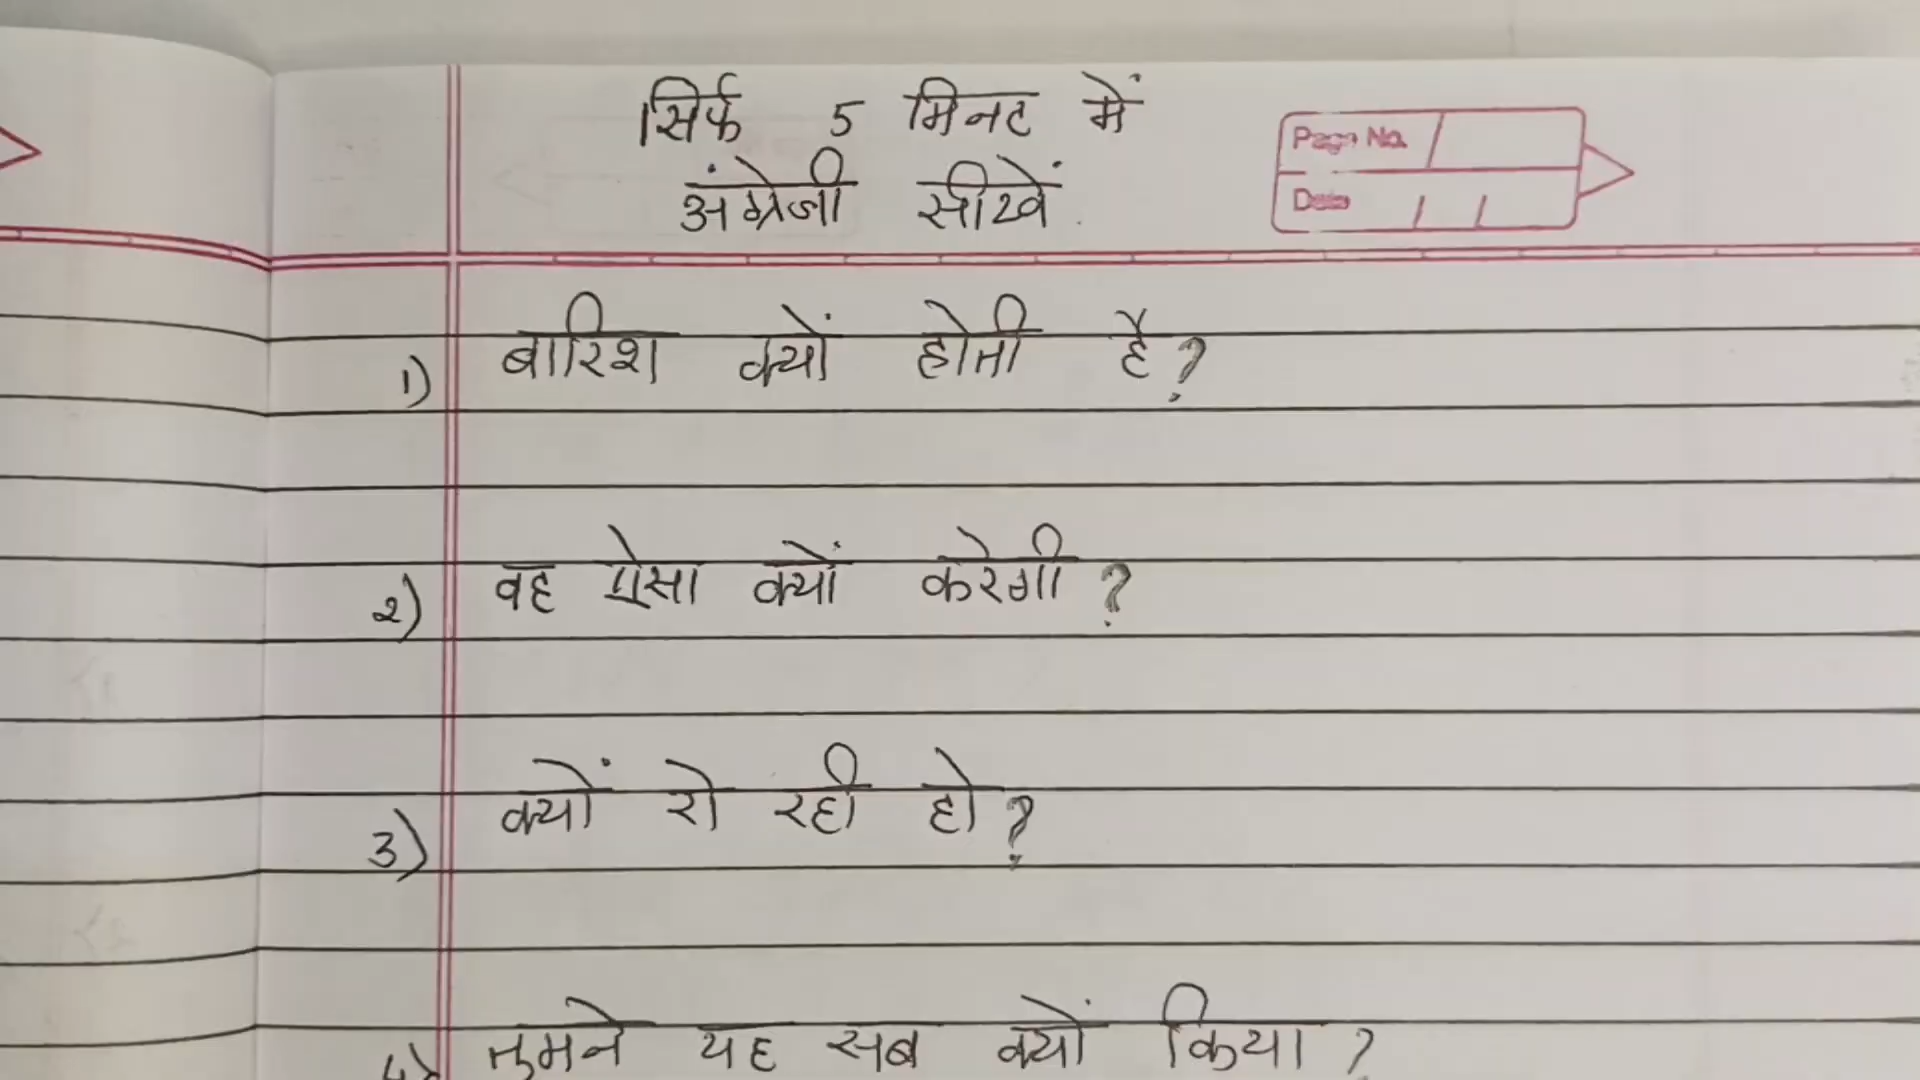 सिर्फ 5 मिनट में
अंग्रेजी सीखें
Page No.
Date / /
1) बारिश क्यों होती है?
2) वह ऐसा क्यों करेगी?
3) क्यों रो रही हो?
4) तुमने यह सब क्यों किया?